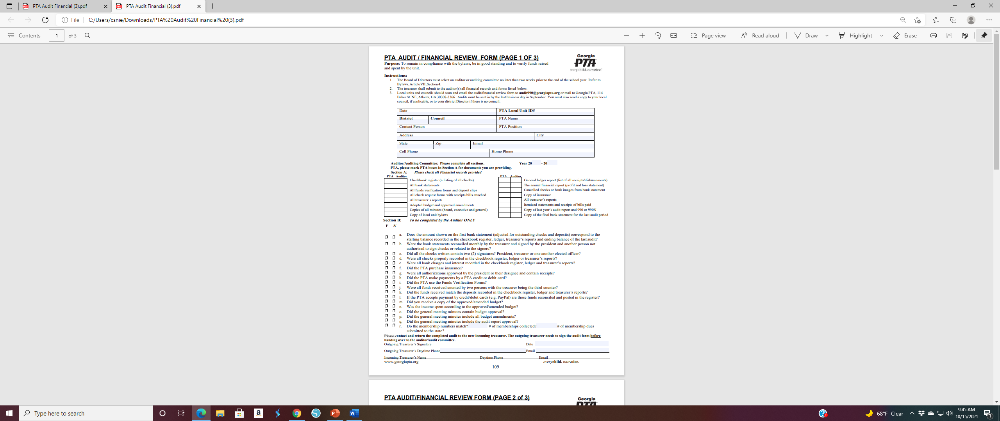 PTA Audit Financial (3).pdf
PTA Audit Financial (3).pdf
File
C:/Users/csnie/Downloads/PTA%20Audit%20Financial%20(3).pdf
Contents
1
of 3
Page view
Read aloud
Draw
Highlight
Erase
PTA AUDIT / FINANCIAL REVIEW FORM (PAGE 1 OF 3)
Georgia
PTA
everychild.onevoice.
Purpose: To remain in compliance with the bylaws, be in good standing and to verify funds raised
and spent by the unit.
Instructions:
1. The Board of Directors must select an auditor or auditing committee no later than two weeks prior to the end of the school year. Refer to
Bylaws, Article VII, Section 4.
2. The treasurer shall submit to the auditor(s) all financial records and forms listed below.
3. Local units and councils should scan and email the audit/financial review form to audit990@georgiapta.org or mail to Georgia PTA, 114
Baker St. NE, Atlanta, GA 30308-3366. Audits must be sent in by the last business day in September. You must also send a copy to your local
council, if applicable, or to your district Director if there is no council.
Date PTA Local Unit ID#
District Council PTA Name
Contact Person PTA Position
Address City
State Zip Email
Cell Phone Home Phone
Auditor/Auditing Committee: Please complete all sections. Year 20_____- 20_____
PTA, please mark PTA boxes in Section A for documents you are providing.
Section A: Please check all Financial records provided
PTA Auditor PTA Auditor
Checkbook register (a listing of all checks) General ledger report (list of all receipts/disbursements)
All bank statements The annual financial report (profit and loss statement)
All funds verification forms and deposit slips Cancelled checks or bank images from bank statement
All check request forms with receipts/bills attached Copy of insurance
All treasurer's reports All treasurer's reports
Adopted budget and approved amendments Itemized statements and receipts of bills paid
Copies of all minutes (board, executive and general) Copy of last year's audit report and 990 or 990N
Copy of local unit bylaws Copy of the final bank statement for the last audit period
Section B: To be completed by the Auditor ONLY
Y N
a. Does the amount shown on the first bank statement (adjusted for outstanding checks and deposits) correspond to the
starting balance recorded in the checkbook register, ledger, treasurer's reports and ending balance of the last audit?
b. Were the bank statements reconciled monthly by the treasurer and signed by the president and another person not
authorized to sign checks or related to the signers?
c. Did all the checks written contain two (2) signatures? President, treasurer or one another elected officer?
d. Were all checks properly recorded in the checkbook register, ledger or treasurer's reports?
e. Were all bank charges and interest recorded in the checkbook register, ledger and treasurer's reports?
f. Did the PTA purchase insurance?
g. Were all authorizations approved by the president or their designee and contain receipts?
h. Did the PTA make payments by a PTA credit or debit card?
i. Did the PTA use the Funds Verification Forms?
j. Were all funds received counted by two persons with the treasurer being the third counter?
k. Did the funds received match the deposits recorded in the checkbook register, ledger and treasurer's reports?
l. If the PTA accepts payment by credit/debit cards (e.g. PayPal) are those funds reconciled and posted in the register?
m. Did you receive a copy of the approved/amended budget?
n. Was the income spent according to the approved/amended budget?
o. Did the general meeting minutes contain budget approval?
p. Did the general meeting minutes include all budget amendments?
q. Did the general meeting minutes include the audit report approval?
r. Do the membership numbers match?__________ # of memberships collected?__________# of membership dues
submitted to the state?
Please contact and return the completed audit to the new incoming treasurer. The outgoing treasurer needs to sign the audit form before
handing over to the auditor/audit committee.
Outgoing Treasurer's Signature__________Date __________
Outgoing Treasurer's Daytime Phone__________Email __________
Incoming Treasurer's Name Daytime Phone Email
www.georgiapta.org everychild. onevoice.
109
PTA AUDIT/FINANCIAL REVIEW FORM (PAGE 2 of 3)
Georgia
PTA
Type here to search
68°F Clear
9:45 AM
10/15/2021
1